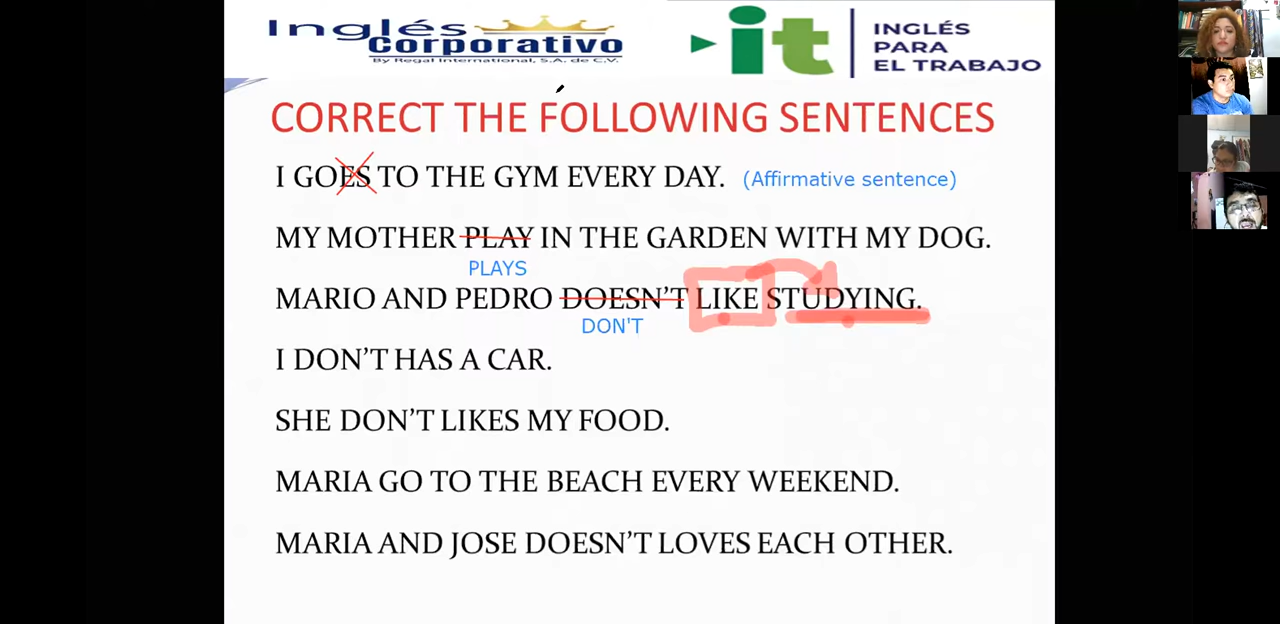 Inglés
Corporativo
By Regal International, S.A. de C.V.
it
INGLÉS
PARA
EL TRABAJO
CORRECT THE FOLLOWING SENTENCES
I GOES TO THE GYM EVERY DAY. (Affirmative sentence)
MY MOTHER PLAY IN THE GARDEN WITH MY DOG.
PLAYS
MARIO AND PEDRO DOESN'T LIKE STUDYING.
DON'T
I DON'T HAS A CAR.
SHE DON'T LIKES MY FOOD.
MARIA GO TO THE BEACH EVERY WEEKEND.
MARIA AND JOSE DOESN'T LOVES EACH OTHER.